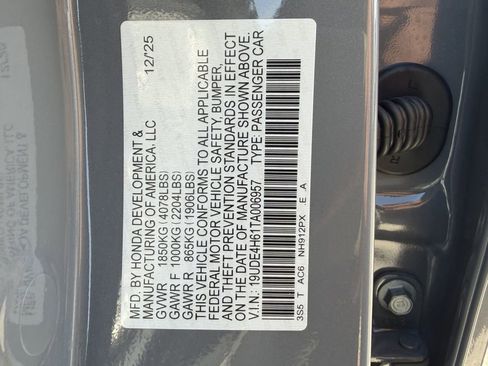 MFD. BY HONDA DEVELOPMENT & 12/25
MANUFACTURING OF AMERICA, LLC
GVWR 1850KG(4078LBS)
GAWR F 1000KG(2204LBS)
GAWR R 865KG(1906LBS)
THIS VEHICLE CONFORMS TO ALL APPLICABLE
FEDERAL MOTOR VEHICLE SAFETY, BUMPER,
AND THEFT PREVENTION STANDARDS IN EFFECT
ON THE DATE OF MANUFACTURE SHOWN ABOVE.
V.I.N.: 19UDE4H61TA006957 TYPE: PASSENGER CAR
3S5 T AC6 NH912PX .E .A